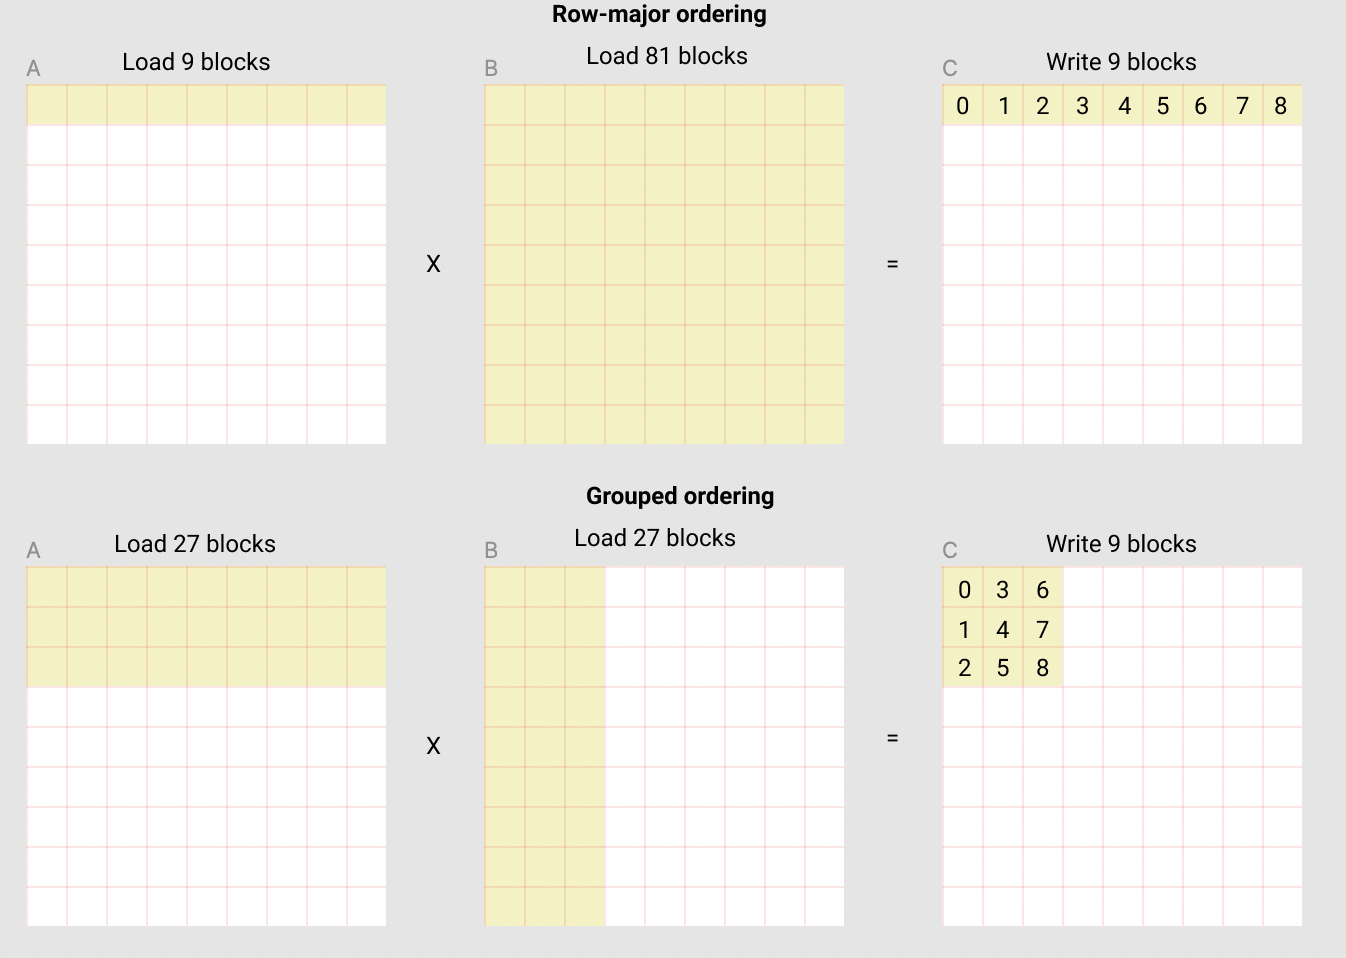 Row-major ordering
A
Load 9 blocks
B
Load 81 blocks
C
Write 9 blocks
0 1 2 3 4 5 6 7 8
X
=
Grouped ordering
A
Load 27 blocks
B
Load 27 blocks
C
Write 9 blocks
0 3 6
1 4 7
2 5 8
X
=